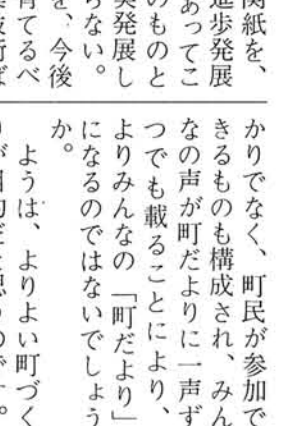 関紙を、
進歩発展
あってこ
のものと
発展し
らない。
を、今後
育てるべ
かりでなく、町民が参加で
きるものも構成され、みん
なの声が町だよりに一声ず
つでも載ることにより、
よりみんなの「町だより」
になるのではないでしょう
か。
ようは、よりよい町づく
りが目的だと思うのです。